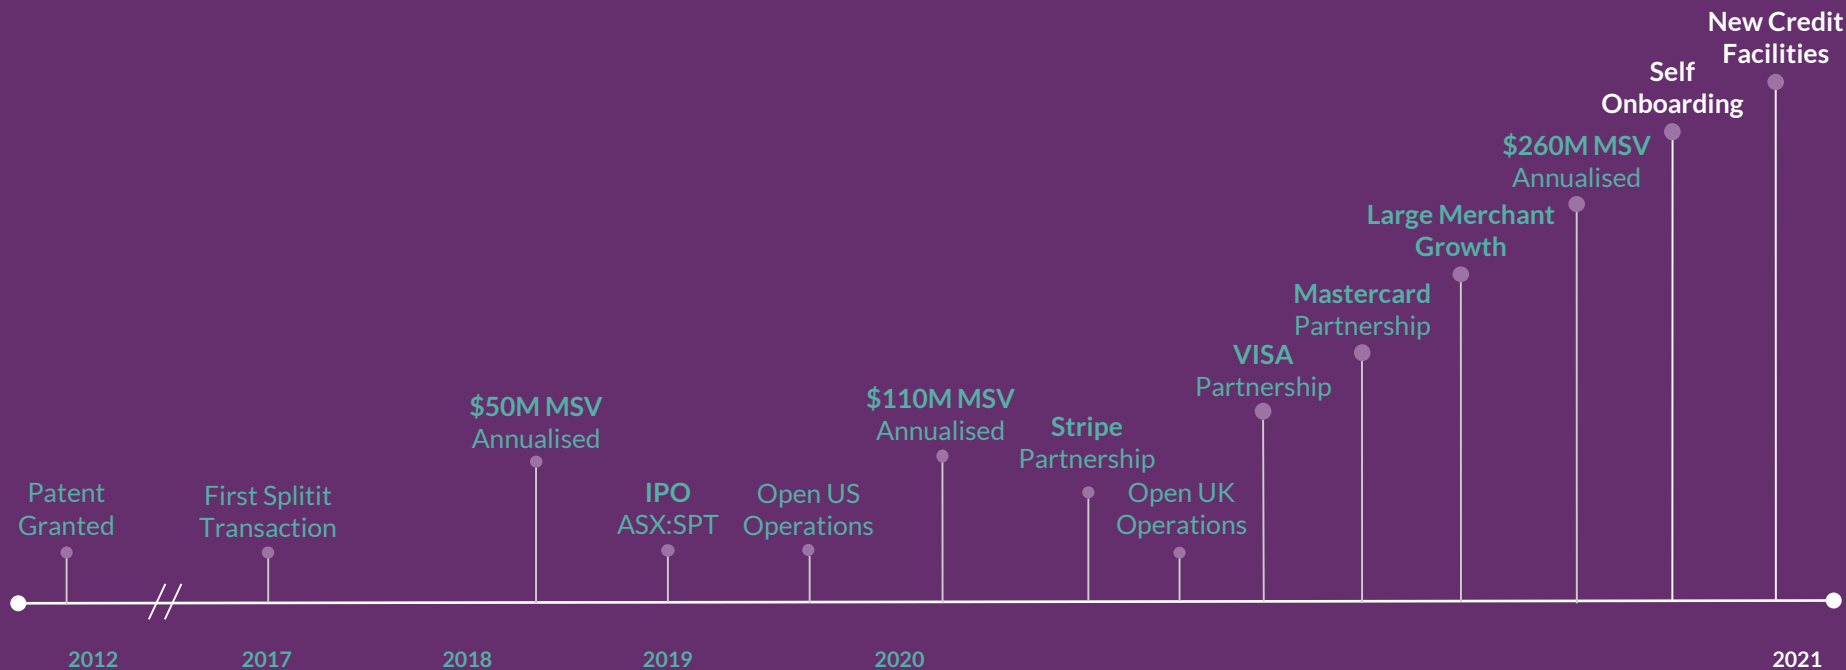 Patent
Granted
First Splitit
Transaction
$50M MSV
Annualised
IPO
ASX:SPT
Open US
Operations
$110M MSV
Annualised
Stripe
Partnership
Open UK
Operations
VISA
Partnership
Mastercard
Partnership
Large Merchant
Growth
$260M MSV
Annualised
Self
Onboarding
New Credit
Facilities
2012
2017
2018
2019
2020
2021